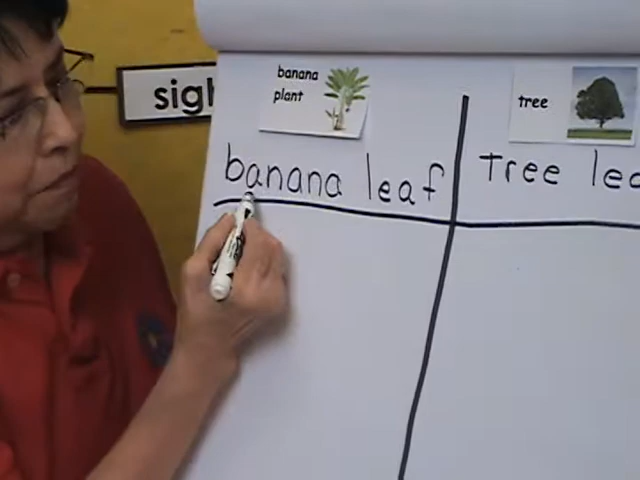 sigh
banana
plant
tree
banana leaf
Tree lea